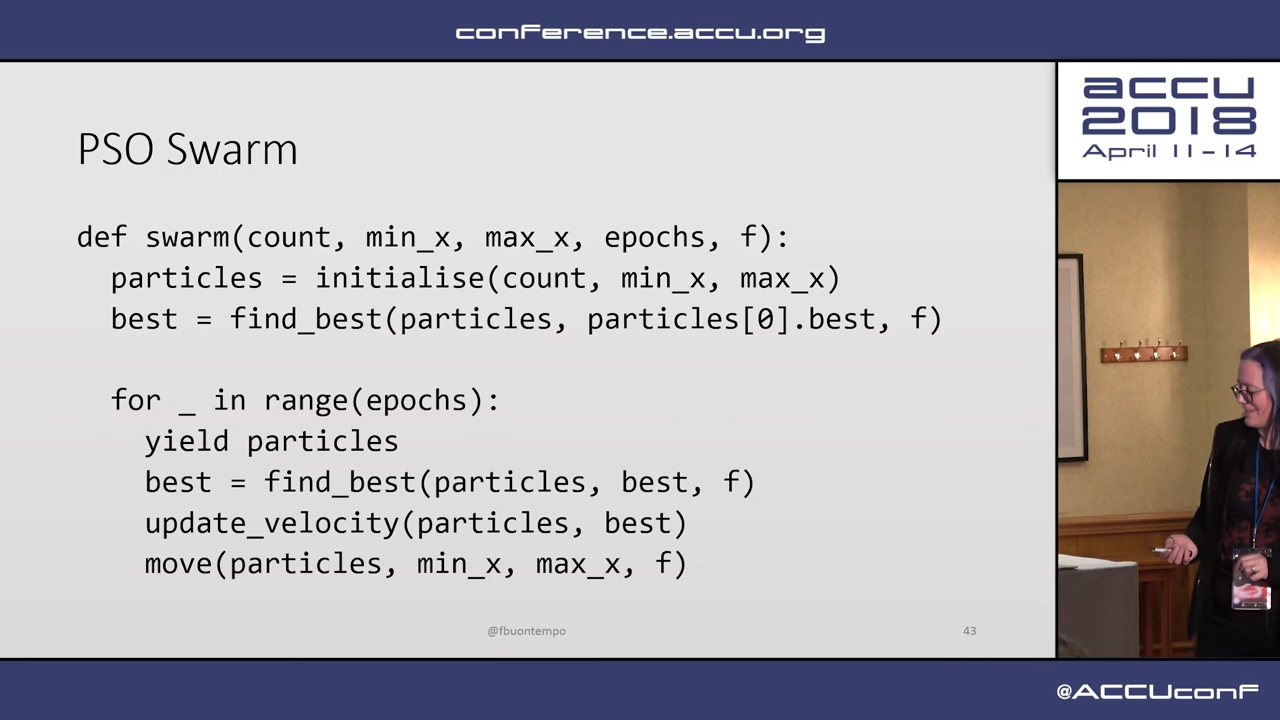 conference.accu.org
accu
2018
April 11-14
PSO Swarm
def swarm(count, min_x, max_x, epochs, f):
  particles = initialise(count, min_x, max_x)
  best = find_best(particles, particles[0].best, f)
  for _ in range(epochs):
    yield particles
    best = find_best(particles, best, f)
    update_velocity(particles, best)
    move(particles, min_x, max_x, f)
@fbuontempo
43
@ACCUconf